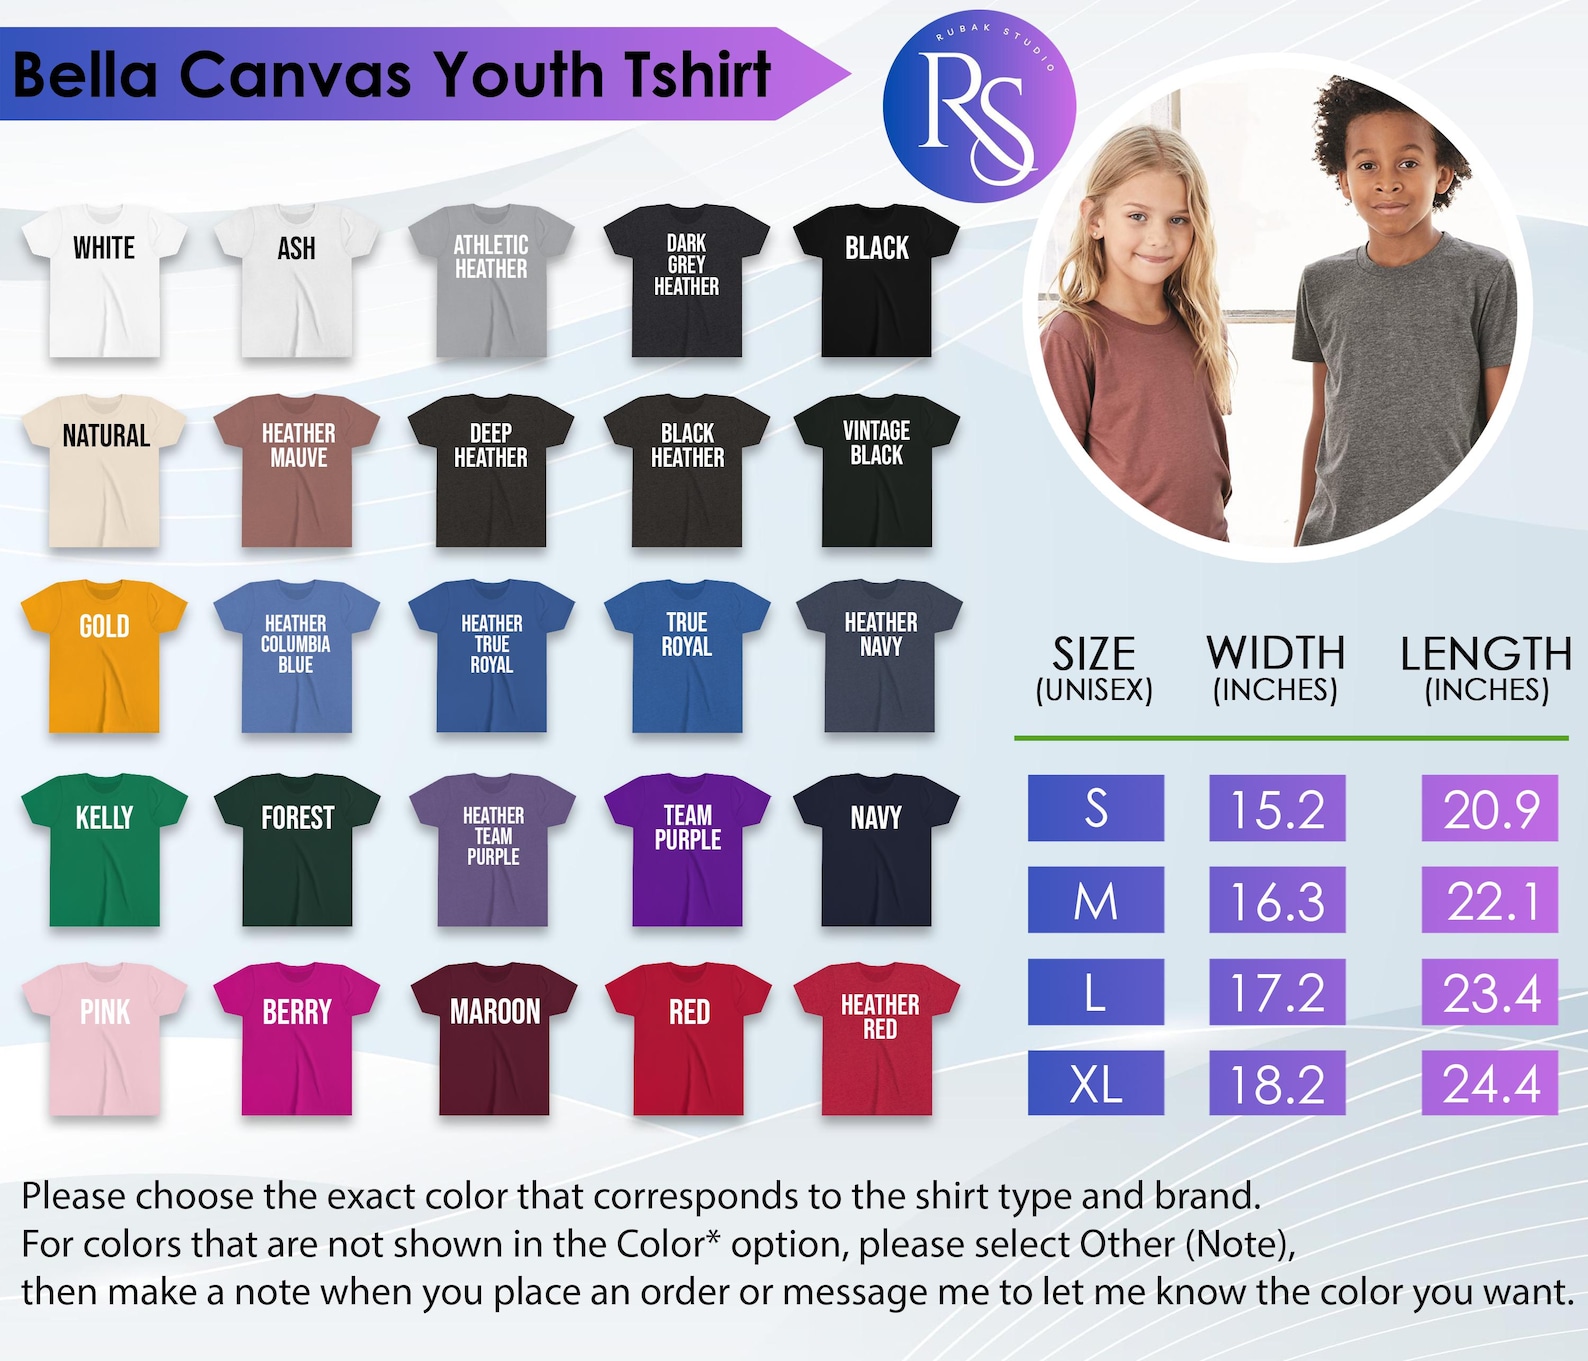 Bella Canvas Youth Tshirt
RUBAK STUDIO
RS
WHITE
ASH
ATHLETIC
HEATHER
DARK
GREY
HEATHER
BLACK
NATURAL
HEATHER
MAUVE
DEEP
HEATHER
BLACK
HEATHER
VINTAGE
BLACK
GOLD
HEATHER
COLUMBIA
BLUE
HEATHER
TRUE
ROYAL
TRUE
ROYAL
HEATHER
NAVY
KELLY
FOREST
HEATHER
TEAM
PURPLE
TEAM
PURPLE
NAVY
PINK
BERRY
MAROON
RED
HEATHER
RED
SIZE WIDTH LENGTH
(UNISEX) (INCHES) (INCHES)
S 15.2 20.9
M 16.3 22.1
L 17.2 23.4
XL 18.2 24.4
Please choose the exact color that corresponds to the shirt type and brand.
For colors that are not shown in the Color* option, please select Other (Note),
then make a note when you place an order or message me to let me know the color you want.